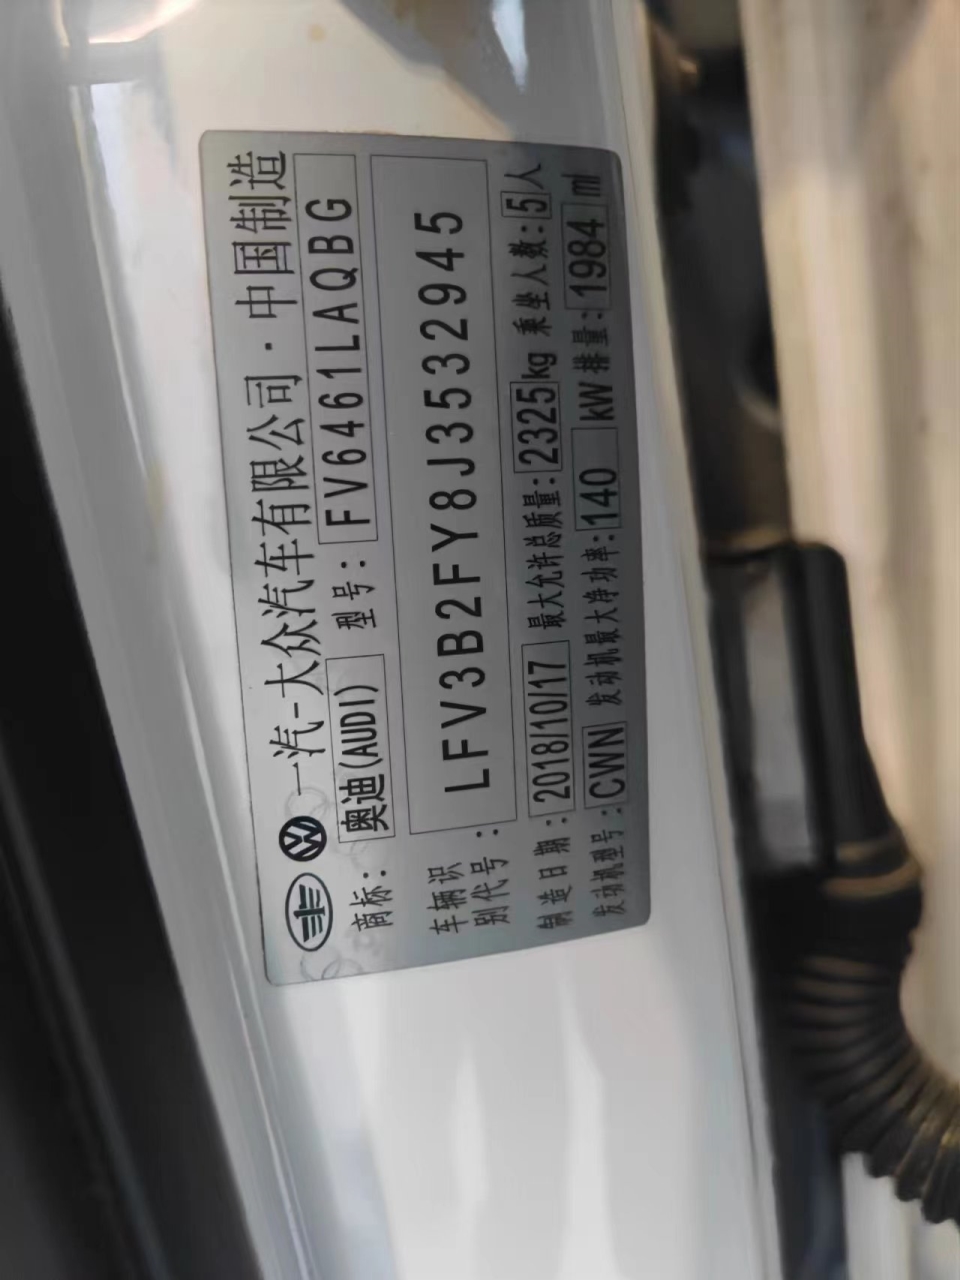 一汽-大众汽车有限公司·中国制造
商标: 奥迪(AUDI) 型号: FV6461LAQBG
车辆识别代号: LFV3B2FY8J3532945
制造日期: 2018/10/17 最大允许总质量: 2325 kg 乘坐人数: 5 人
发动机型号: CWN 发动机最大净功率: 140 kW 排量: 1984 ml